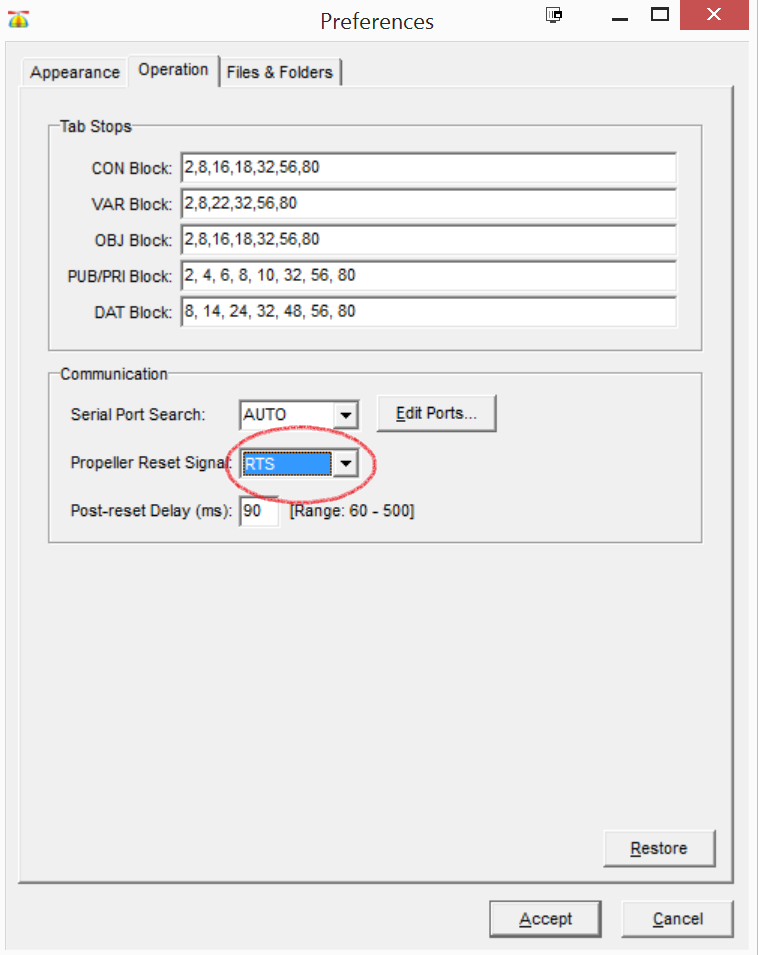 Preferences
Appearance Operation Files & Folders
Tab Stops
CON Block: 2,8,16,18,32,56,80
VAR Block: 2,8,22,32,56,80
OBJ Block: 2,8,16,18,32,56,80
PUB/PRI Block: 2, 4, 6, 8, 10, 32, 56, 80
DAT Block: 8, 14, 24, 32, 48, 56, 80
Communication
Serial Port Search: AUTO Edit Ports...
Propeller Reset Signal: RTS
Post-reset Delay (ms): 90 [Range: 60 - 500]
Restore
Accept Cancel